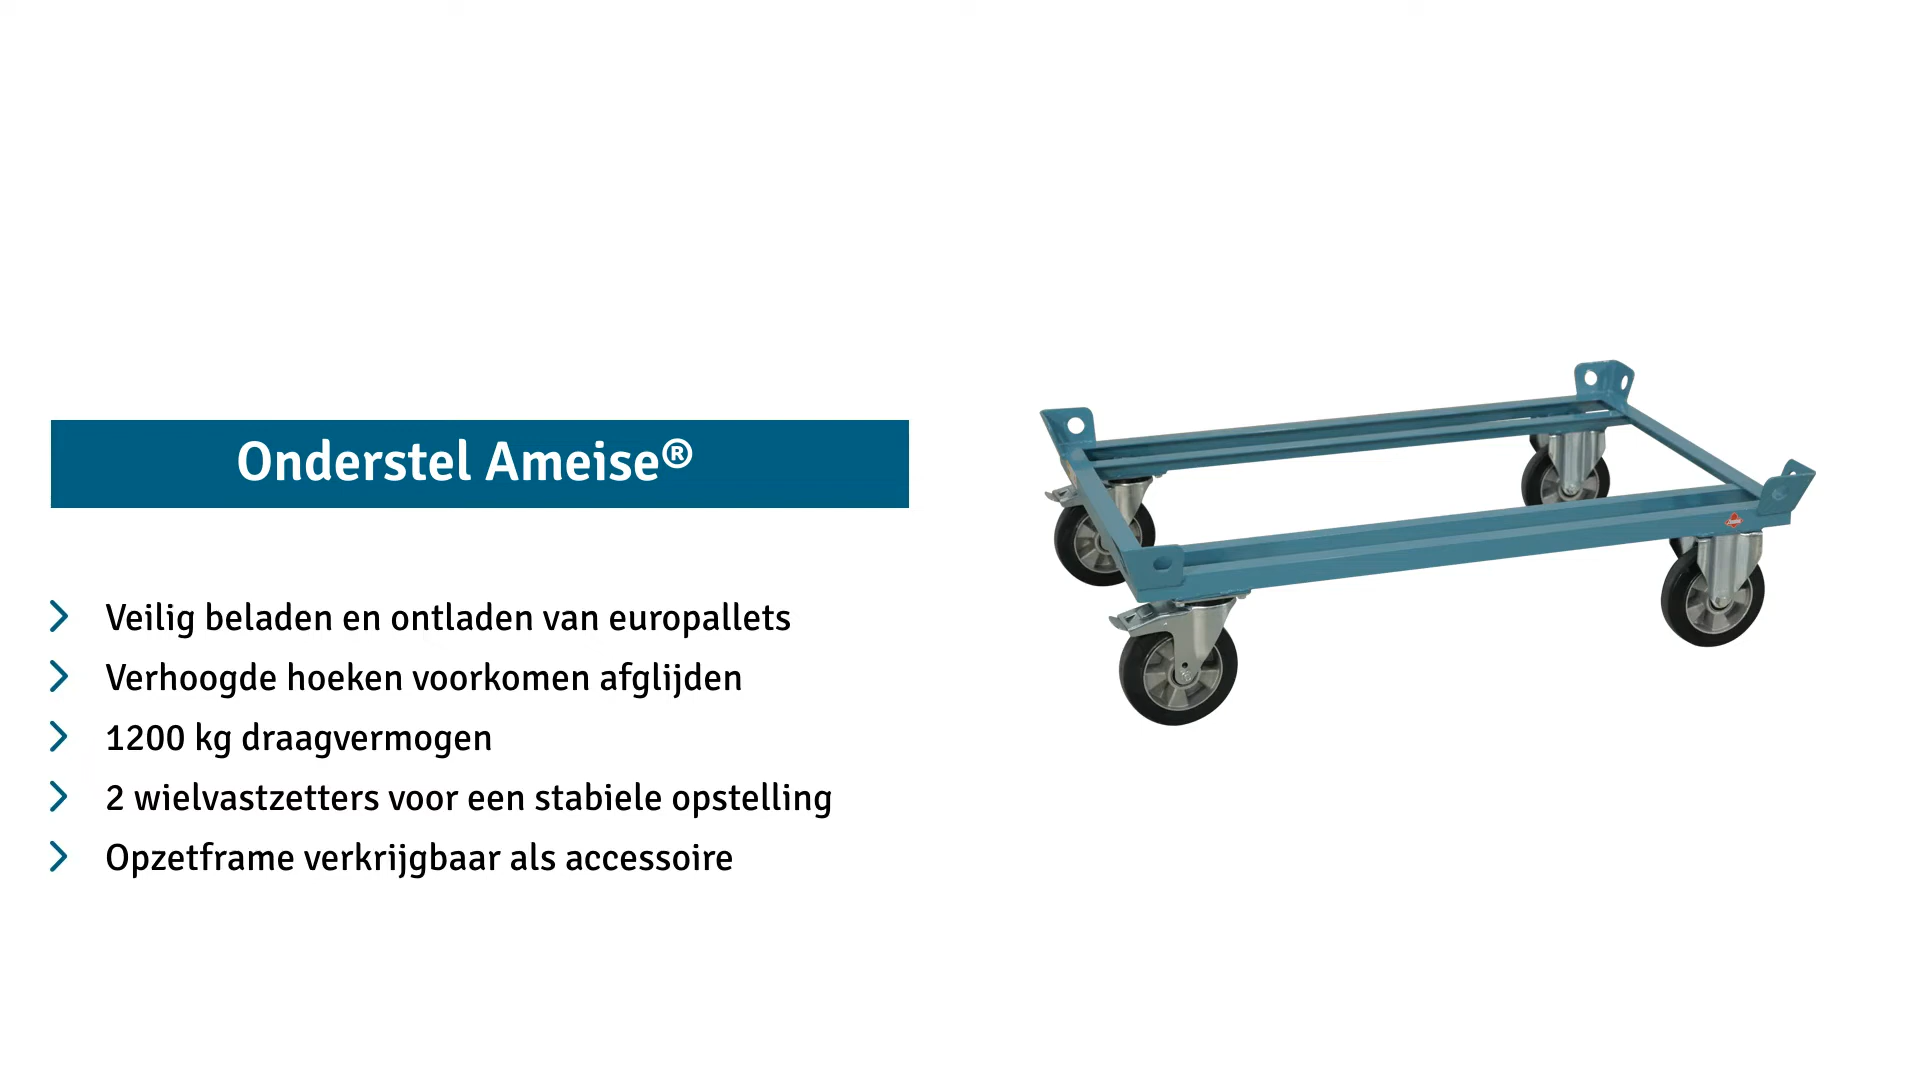 Onderstel Ameise®
Veilig beladen en ontladen van europallets
Verhoogde hoeken voorkomen afglijden
1200 kg draagvermogen
2 wielvastzetters voor een stabiele opstelling
Opzetframe verkrijgbaar als accessoire